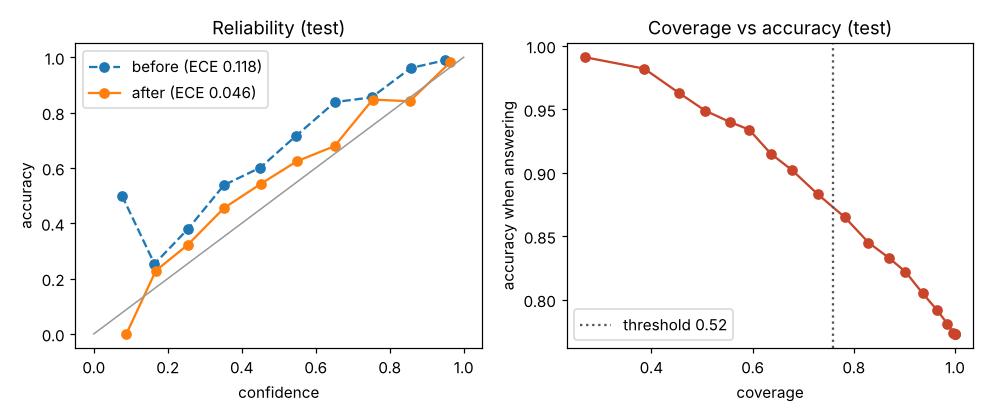 Reliability (test)
before (ECE 0.118)
after (ECE 0.046)
accuracy
1.0
0.8
0.6
0.4
0.2
0.0
0.0 0.2 0.4 0.6 0.8 1.0
confidence
Coverage vs accuracy (test)
accuracy when answering
1.00
0.95
0.90
0.85
0.80
threshold 0.52
0.4 0.6 0.8 1.0
coverage